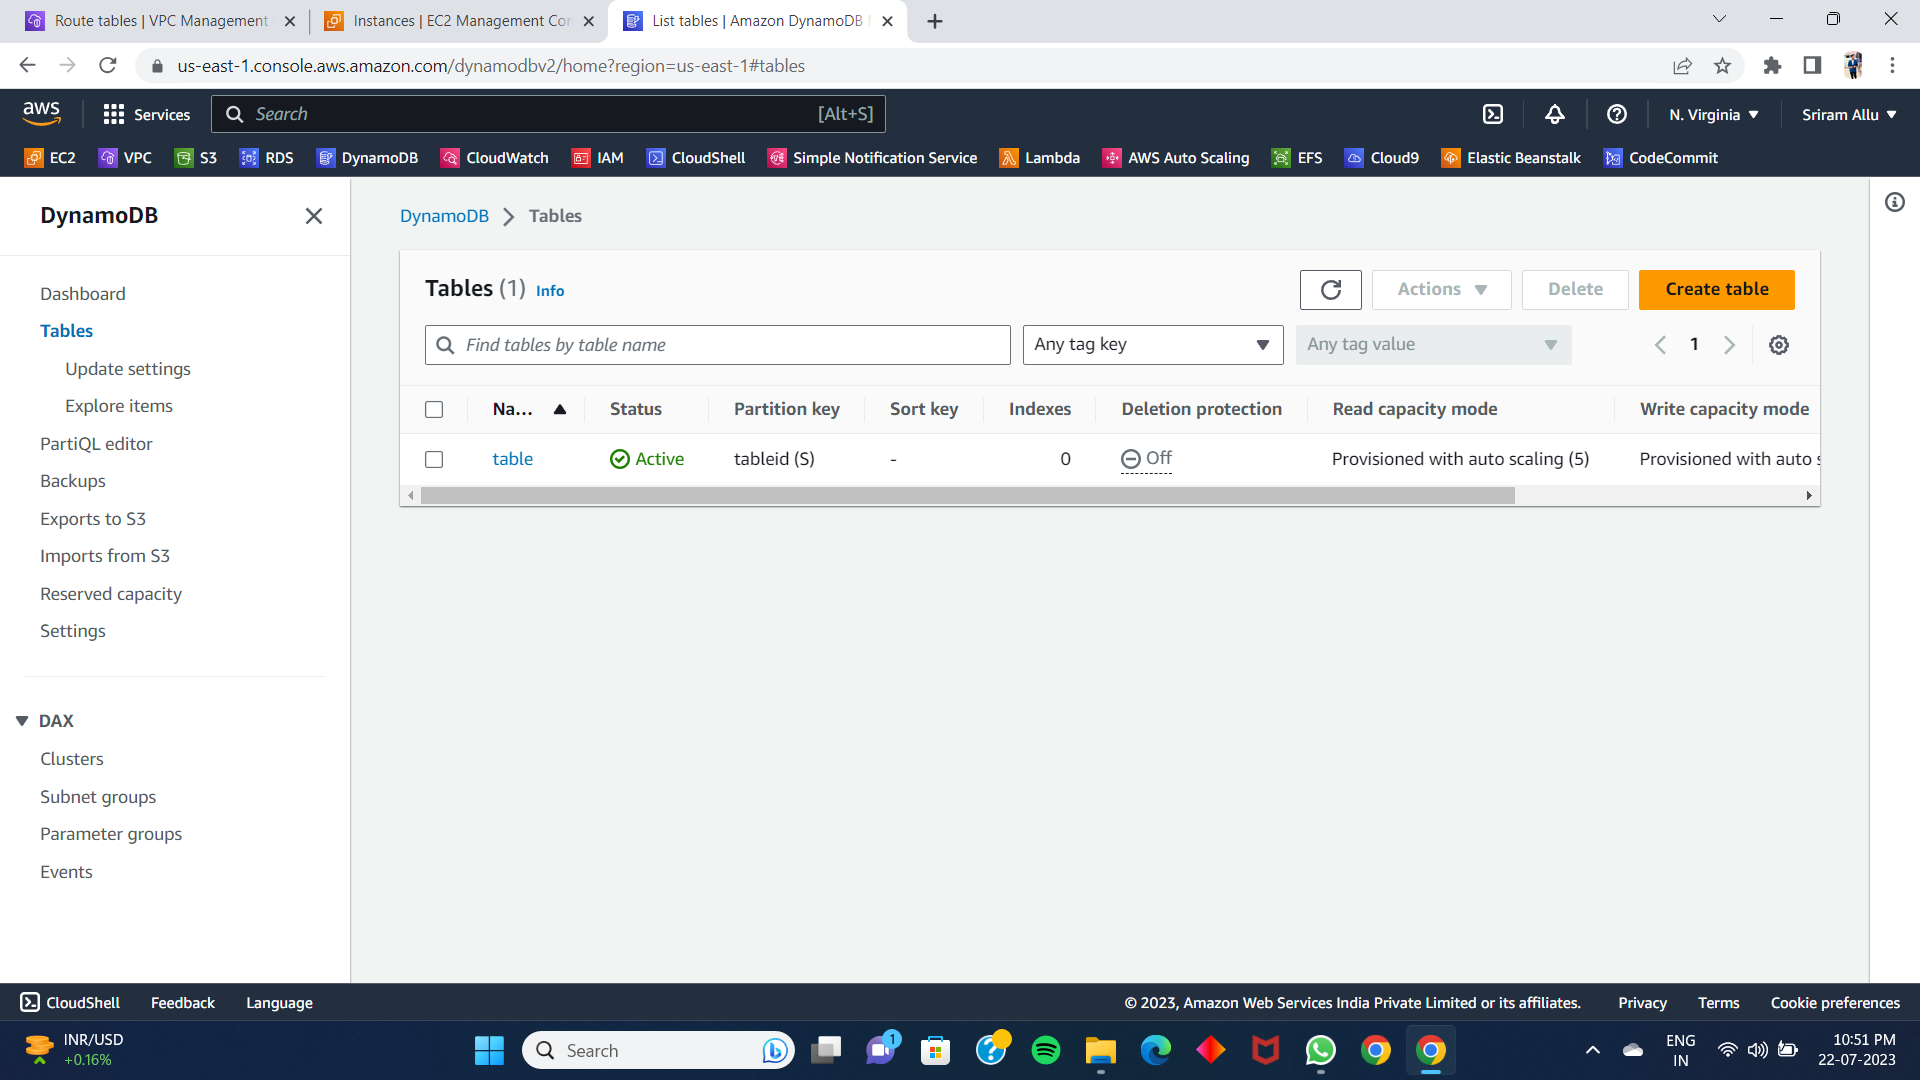 Route tables | VPC Management
Instances | EC2 Management Con
List tables | Amazon DynamoDB
us-east-1.console.aws.amazon.com/dynamodbv2/home?region=us-east-1#tables
aws
Services
Search
[Alt+S]
N. Virginia
Sriram Allu
EC2
VPC
S3
RDS
DynamoDB
CloudWatch
IAM
CloudShell
Simple Notification Service
Lambda
AWS Auto Scaling
EFS
Cloud9
Elastic Beanstalk
CodeCommit
DynamoDB
Dashboard
Tables
Update settings
Explore items
PartiQL editor
Backups
Exports to S3
Imports from S3
Reserved capacity
Settings
DAX
Clusters
Subnet groups
Parameter groups
Events
DynamoDB > Tables
Tables (1) Info
Actions
Delete
Create table
Find tables by table name
Any tag key
Any tag value
1
Na... Status Partition key Sort key Indexes Deletion protection Read capacity mode Write capacity mode
table Active tableid (S) - 0 Off Provisioned with auto scaling (5) Provisioned with auto s
CloudShell
Feedback
Language
© 2023, Amazon Web Services India Private Limited or its affiliates.
Privacy
Terms
Cookie preferences
INR/USD
+0.16%
Search
1
ENG
IN
10:51 PM
22-07-2023